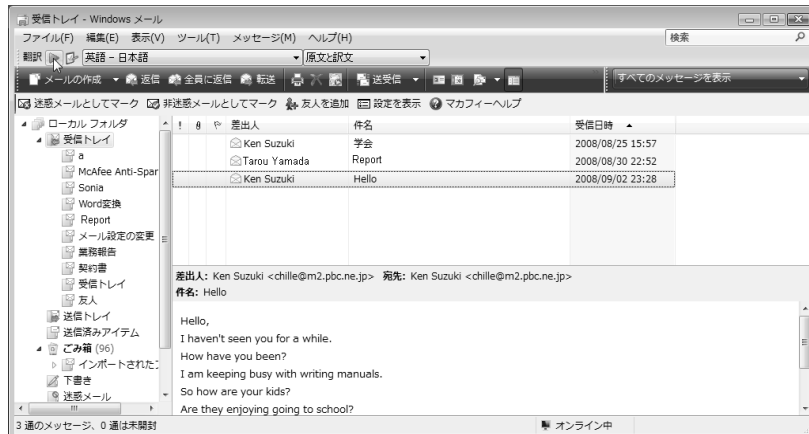 受信トレイ - Windows メール
ファイル(F) 編集(E) 表示(V) ツール(T) メッセージ(M) ヘルプ(H)
検索
翻訳 英語 - 日本語 原文と訳文
メールの作成 返信 全員に返信 転送 送受信 すべてのメッセージを表示
迷惑メールとしてマーク 非迷惑メールとしてマーク 友人を追加 設定を表示 マカフィーヘルプ
ローカル フォルダ
受信トレイ
a
McAfee Anti-Spar
Sonia
Word変換
Report
メール設定の変更
業務報告
契約書
受信トレイ
友人
送信トレイ
送信済みアイテム
ごみ箱 (96)
インポートされたフ
下書き
迷惑メール
! 差出人 件名 受信日時
Ken Suzuki 学会 2008/08/25 15:57
Tarou Yamada Report 2008/08/30 22:52
Ken Suzuki Hello 2008/09/02 23:28
差出人: Ken Suzuki <chille@m2.pbc.ne.jp> 宛先: Ken Suzuki <chille@m2.pbc.ne.jp>
件名: Hello
Hello,
I haven't seen you for a while.
How have you been?
I am keeping busy with writing manuals.
So how are your kids?
Are they enjoying going to school?
3 通のメッセージ、0 通は未開封
オンライン中